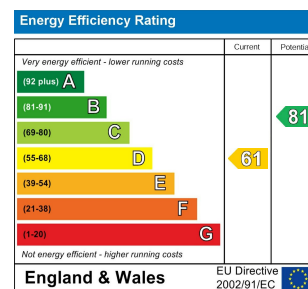 Energy Efficiency Rating
Current Potentia
Very energy efficient - lower running costs
(92 plus) A
(81-91) B
81
(69-80) C
(55-68) D
61
(39-54) E
(21-38) F
(1-20) G
Not energy efficient - higher running costs
England & Wales
EU Directive
2002/91/EC